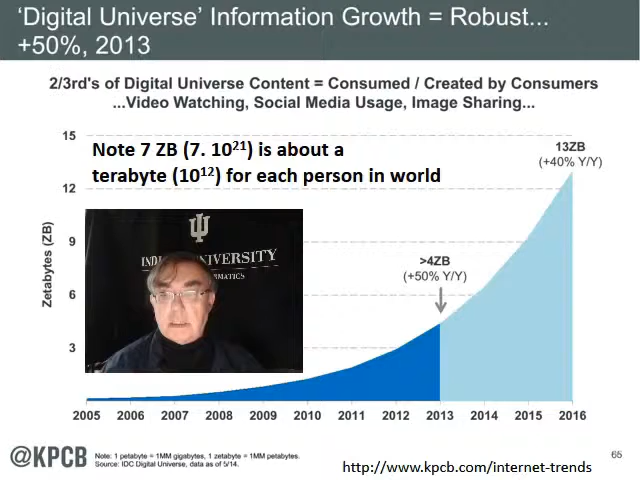 ‘Digital Universe’ Information Growth = Robust...
+50%, 2013
2/3rd's of Digital Universe Content = Consumed / Created by Consumers
...Video Watching, Social Media Usage, Image Sharing...
15
Note 7 ZB (7. 10²¹) is about a
terabyte (10¹²) for each person in world
13ZB
(+40% Y/Y)
12
Zetabytes (ZB)
9
6
3
>4ZB
(+50% Y/Y)
2005 2006 2007 2008 2009 2010 2011 2012 2013 2014 2015 2016
@KPCB
Note: 1 petabyte = 1MM gigabytes, 1 zetabyte = 1MM petabytes.
Source: IDC Digital Universe, data as of 5/14.
65
http://www.kpcb.com/internet-trends